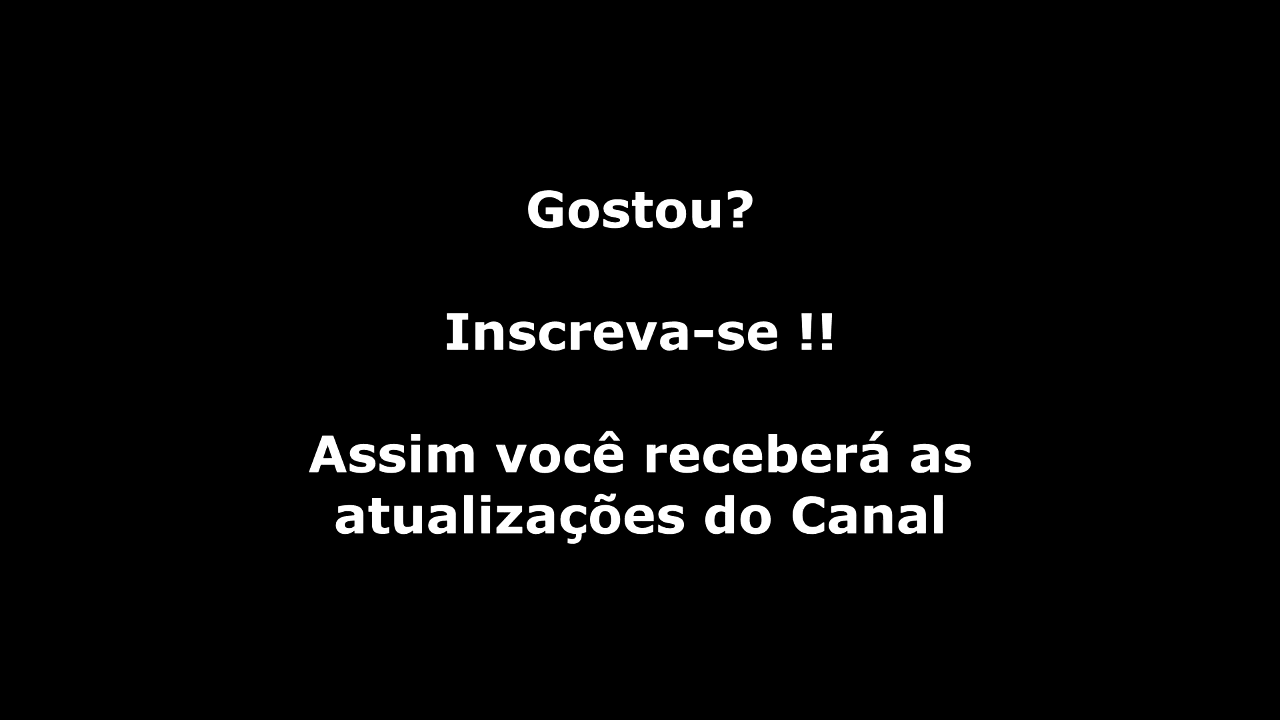 Gostou?
Inscreva-se !!
Assim você receberá as
atualizações do Canal